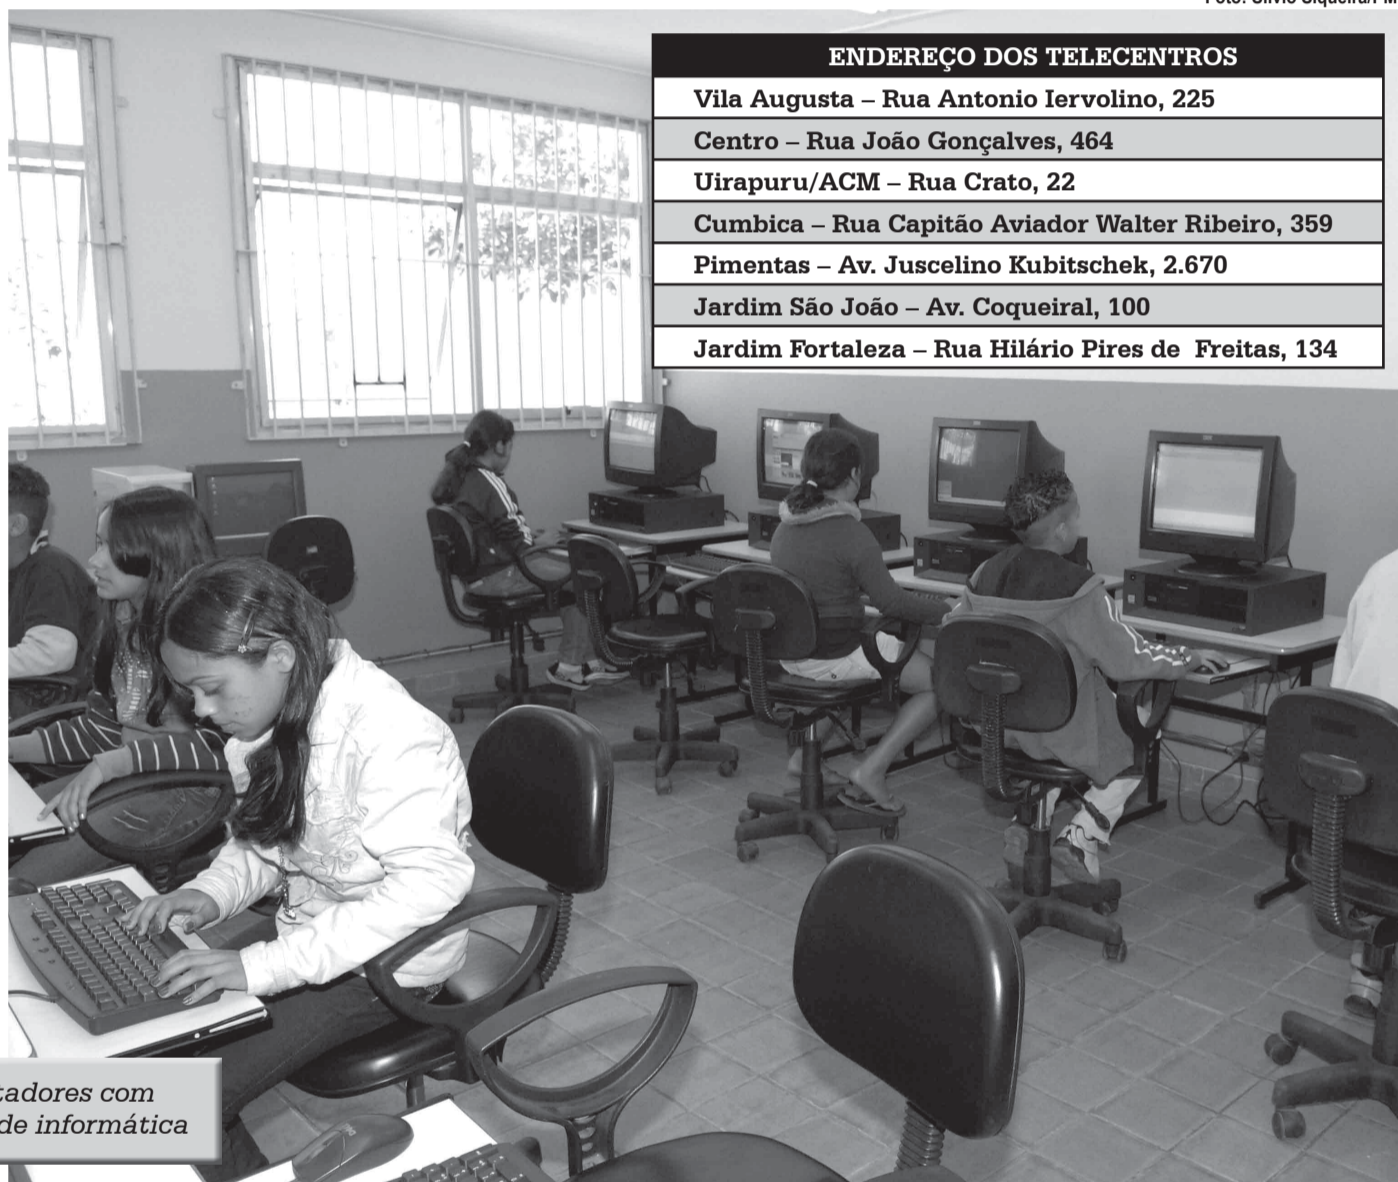 ENDEREÇO DOS TELECENTROS
Vila Augusta – Rua Antonio Iervolino, 225
Centro – Rua João Gonçalves, 464
Uirapuru/ACM – Rua Crato, 22
Cumbica – Rua Capitão Aviador Walter Ribeiro, 359
Pimentas – Av. Juscelino Kubitschek, 2.670
Jardim São João – Av. Coqueiral, 100
Jardim Fortaleza – Rua Hilário Pires de Freitas, 134
tadores com
de informática